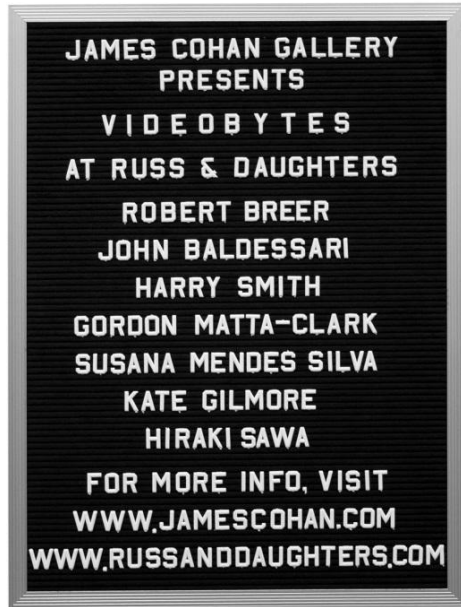 JAMES COHAN GALLERY
PRESENTS
VIDEOBYTES
AT RUSS & DAUGHTERS
ROBERT BREER
JOHN BALDESSARI
HARRY SMITH
GORDON MATTA-CLARK
SUSANA MENDES SILVA
KATE GILMORE
HIRAKI SAWA
FOR MORE INFO, VISIT
WWW.JAMESCOHAN.COM
WWW.RUSSANDDAUGHTERS.COM